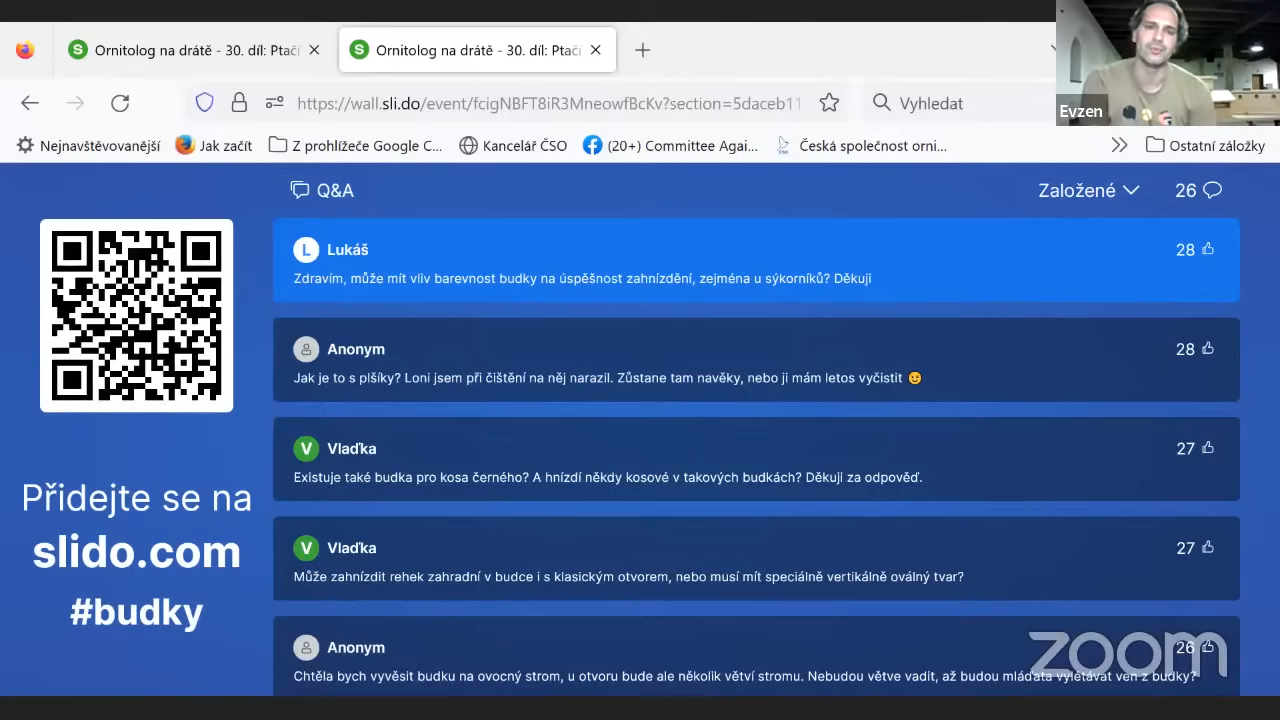 Ornitolog na drátě - 30. díl: Ptačí
Ornitolog na drátě - 30. díl: Ptačí
https://wall.sli.do/event/fcigNBFT8iR3MneowfBcKv?section=5daceb11
Vyhledat
Evzen
Nejnavštěvovanější
Jak začít
Z prohlížeče Google C...
Kancelář ČSO
(20+) Committee Agai...
Česká společnost orni...
Ostatní záložky
Q&A
Založené
26
L Lukáš
28
Zdravím, může mít vliv barevnost budky na úspěšnost zahnízdění, zejména u sýkorníků? Děkuji
Anonym
28
Jak je to s plšíky? Loni jsem při čištění na něj narazil. Zůstane tam navěky, nebo ji mám letos vyčistit 😉
V Vlaďka
27
Existuje také budka pro kosa černého? A hnízdí někdy kosové v takových budkách? Děkuji za odpověď.
V Vlaďka
27
Může zahnízdit rehek zahradní v budce i s klasickým otvorem, nebo musí mít speciálně vertikálně oválný tvar?
Anonym
26
Chtěla bych vyvěsit budku na ovocný strom, u otvoru bude ale několik větví stromu. Nebudou větve vadit, až budou mláďata vylétávat ven z budky?
Přidejte se na
slido.com
#budky
zoom